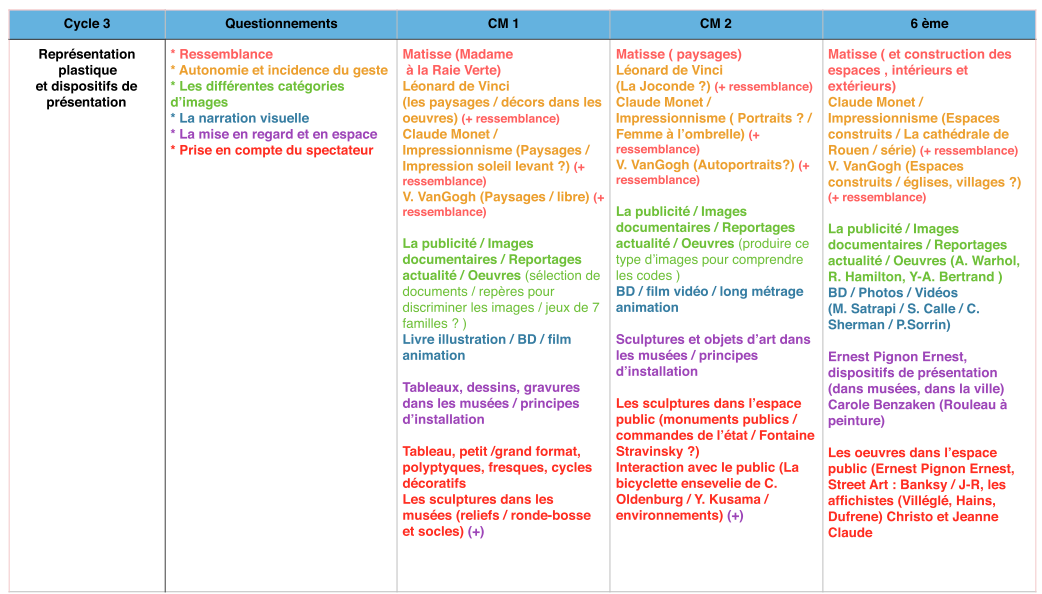 Cycle 3
Questionnements
CM 1
CM 2
6 ème
Représentation
plastique
et dispositifs de
présentation
* Ressemblance
* Autonomie et incidence du geste
* Les différentes catégories
d’images
* La narration visuelle
* La mise en regard et en espace
* Prise en compte du spectateur
Matisse (Madame
à la Raie Verte)
Léonard de Vinci
(les paysages / décors dans les
oeuvres) (+ ressemblance)
Claude Monet /
Impressionnisme (Paysages /
Impression soleil levant ?) (+
ressemblance)
V. VanGogh (Paysages / libre) (+
ressemblance)
La publicité / Images
documentaires / Reportages
actualité / Oeuvres (sélection de
documents / repères pour
discriminer les images / jeux de 7
familles ? )
Livre illustration / BD / film
animation
Tableaux, dessins, gravures
dans les musées / principes
d’installation
Tableau, petit /grand format,
polyptyques, fresques, cycles
décoratifs
Les sculptures dans les
musées (reliefs / ronde-bosse
et socles) (+)
Matisse ( paysages)
Léonard de Vinci
(La Joconde ?) (+ ressemblance)
Claude Monet /
Impressionnisme ( Portraits ? /
Femme à l’ombrelle) (+
ressemblance)
V. VanGogh (Autoportraits?) (+
ressemblance)
La publicité / Images
documentaires / Reportages
actualité / Oeuvres (produire ce
type d’images pour comprendre
les codes )
BD / film vidéo / long métrage
animation
Sculptures et objets d’art dans
les musées / principes
d’installation
Les sculptures dans l’espace
public (monuments publics /
commandes de l’état / Fontaine
Stravinsky ?)
Interaction avec le public (La
bicyclette ensevelie de C.
Oldenburg / Y. Kusama /
environnements) (+)
Matisse ( et construction des
espaces , intérieurs et
extérieurs)
Claude Monet /
Impressionnisme (Espaces
construits / La cathédrale de
Rouen / série) (+ ressemblance)
V. VanGogh (Espaces
construits / églises, villages ?)
(+ ressemblance)
La publicité / Images
documentaires / Reportages
actualité / Oeuvres (A. Warhol,
R. Hamilton, Y-A. Bertrand )
BD / Photos / Vidéos
(M. Satrapi / S. Calle / C.
Sherman / P.Sorrin)
Ernest Pignon Ernest,
dispositifs de présentation
(dans musées, dans la ville)
Carole Benzaken (Rouleau à
peinture)
Les oeuvres dans l’espace
public (Ernest Pignon Ernest,
Street Art : Banksy / J-R, les
affichistes (Villéglé, Hains,
Dufrene) Christo et Jeanne
Claude